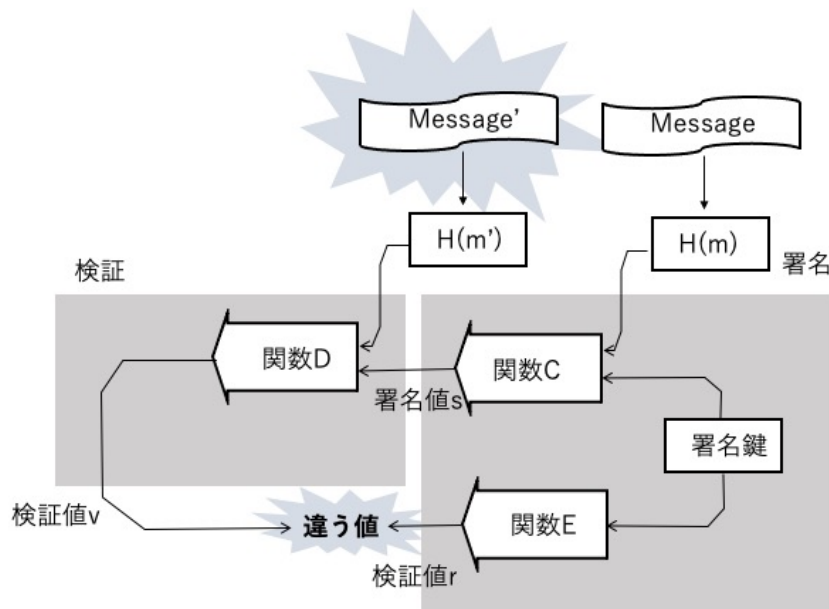 Message’
Message
H(m’)
H(m)
検証
署名
関数D
関数C
署名値s
署名鍵
検証値v
違う値
関数E
検証値r